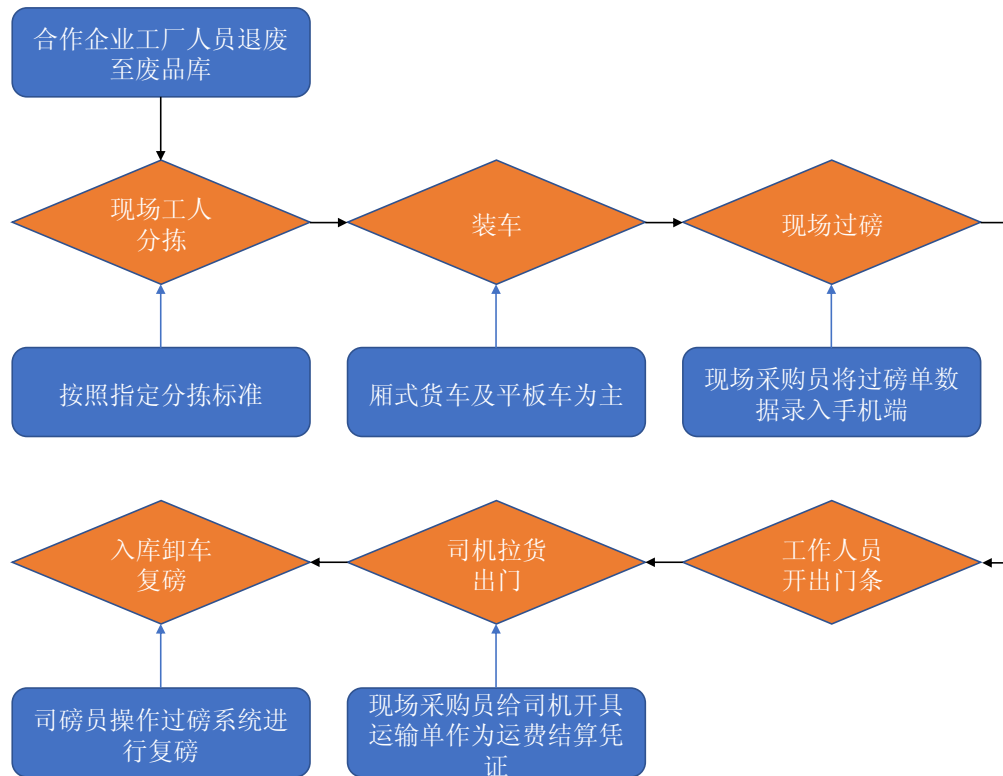 合作企业工厂人员退废
至废品库
现场工人
分拣
装车
现场过磅
按照指定分拣标准
厢式货车及平板车为主
现场采购员将过磅单数
据录入手机端
入库卸车
复磅
司机拉货
出门
工作人员
开出门条
司磅员操作过磅系统进
行复磅
现场采购员给司机开具
运输单作为运费结算凭
证